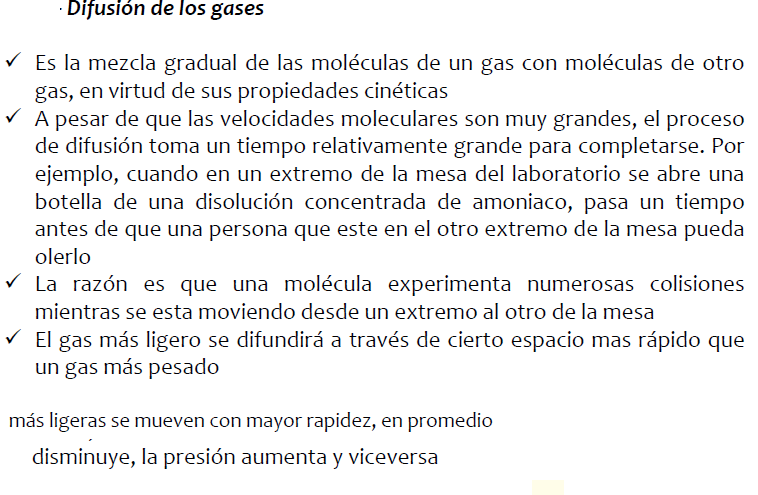 · Difusión de los gases
✓ Es la mezcla gradual de las moléculas de un gas con moléculas de otro
gas, en virtud de sus propiedades cinéticas
✓ A pesar de que las velocidades moleculares son muy grandes, el proceso
de difusión toma un tiempo relativamente grande para completarse. Por
ejemplo, cuando en un extremo de la mesa del laboratorio se abre una
botella de una disolución concentrada de amoniaco, pasa un tiempo
antes de que una persona que este en el otro extremo de la mesa pueda
olerlo
✓ La razón es que una molécula experimenta numerosas colisiones
mientras se esta moviendo desde un extremo al otro de la mesa
✓ El gas más ligero se difundirá a través de cierto espacio mas rápido que
un gas más pesado
más ligeras se mueven con mayor rapidez, en promedio
disminuye, la presión aumenta y viceversa